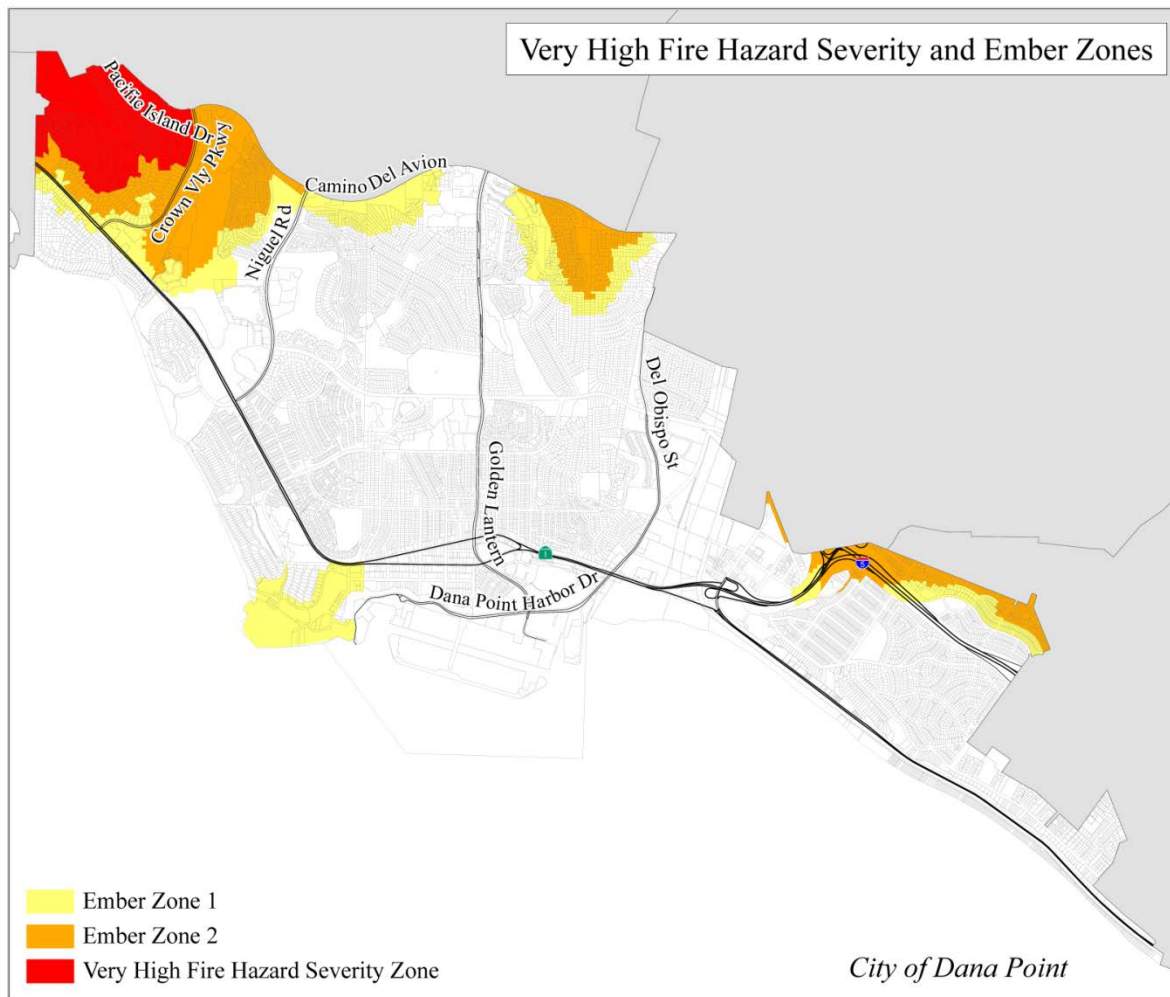 Very High Fire Hazard Severity and Ember Zones
Pacific Island Dr
Crown Vly Pkwy
Camino Del Avion
Niguel Rd
Del Obispo St
Golden Lantern
1
5
Dana Point Harbor Dr
Ember Zone 1
Ember Zone 2
Very High Fire Hazard Severity Zone
City of Dana Point